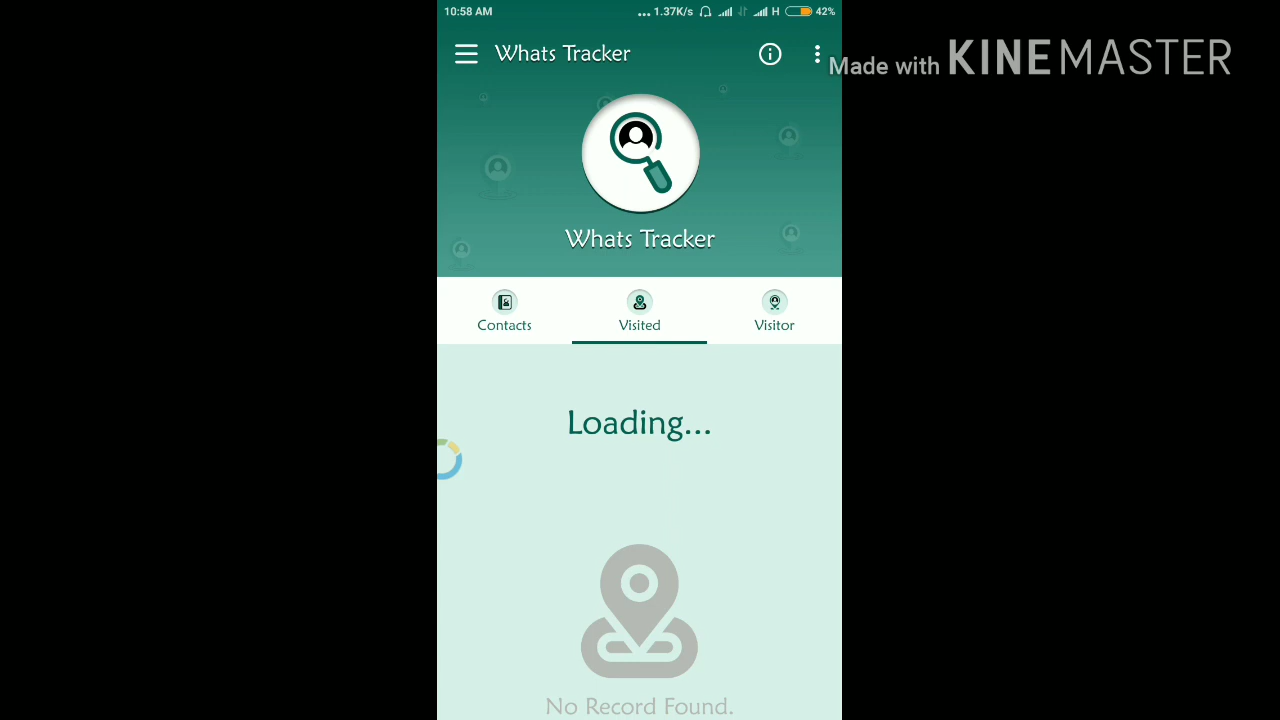 10:58 AM
... 1.37K/s H 42%
Whats Tracker
Made with KINEMASTER
Whats Tracker
Contacts Visited Visitor
Loading...
No Record Found.